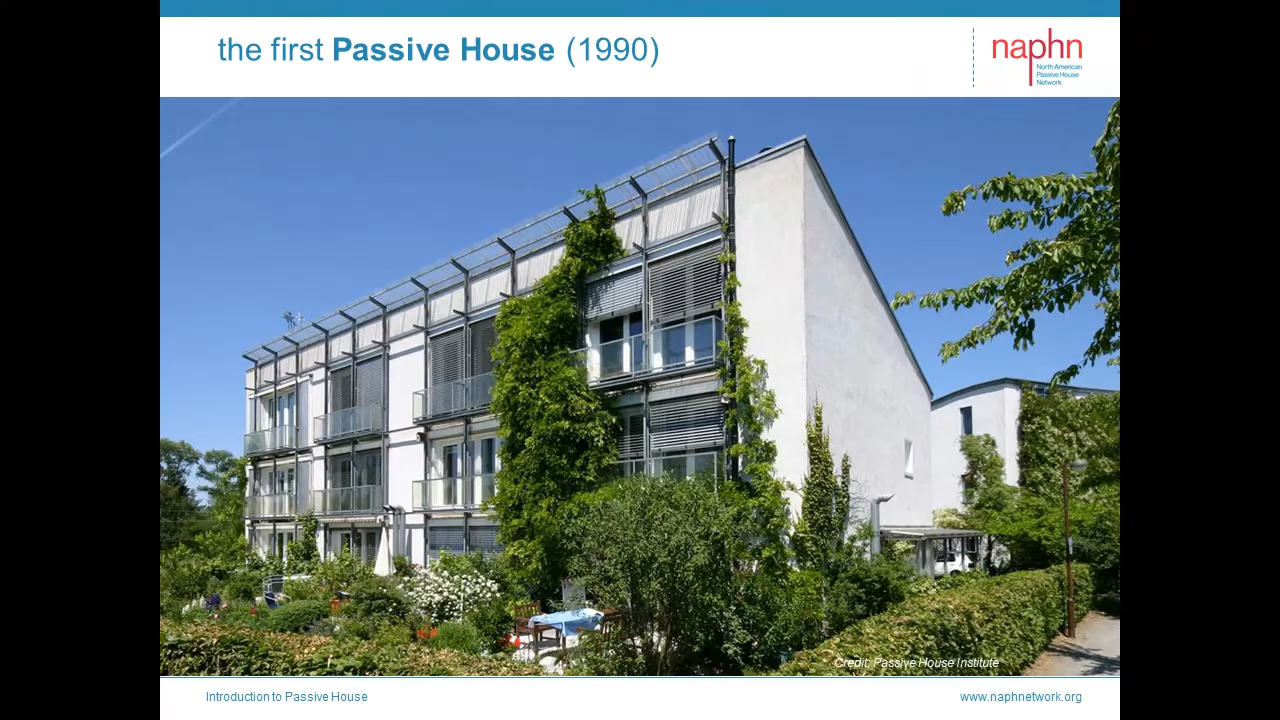 the first Passive House (1990)
naphn
North American
Passive House
Network
Credit: Passive House Institute
Introduction to Passive House
www.naphnetwork.org